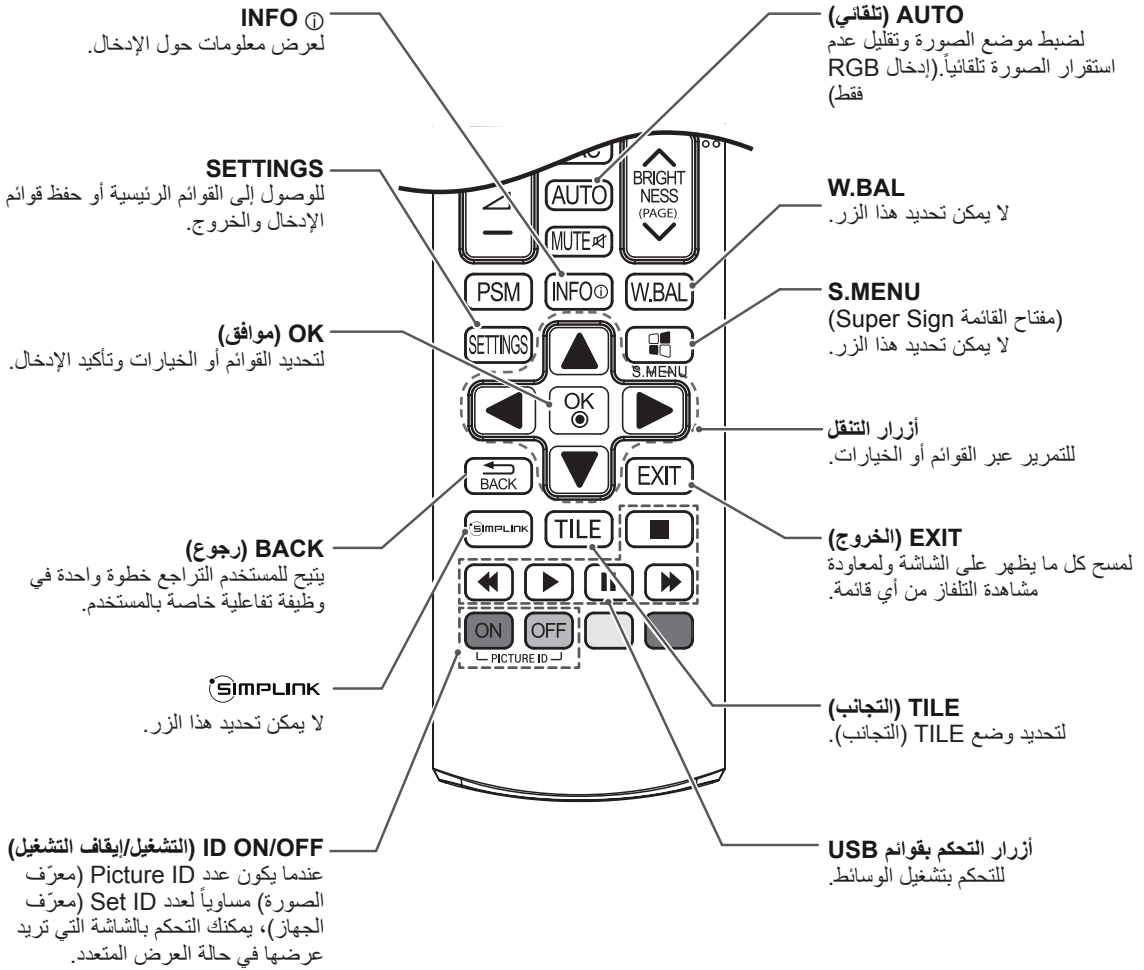 INFO ⓘ
لعرض معلومات حول الإدخال.
SETTINGS
للوصول إلى القوائم الرئيسية أو حفظ قوائم
الإدخال والخروج.
OK (موافق)
لتحديد القوائم أو الخيارات وتأكيد الإدخال.
BACK (رجوع)
يتيح للمستخدم التراجع خطوة واحدة في
وظيفة تفاعلية خاصة بالمستخدم.
SIMPLINK
لا يمكن تحديد هذا الزر.
ID ON/OFF (التشغيل/إيقاف التشغيل)
عندما يكون عدد Picture ID (معرّف
الصورة) مساوياً لعدد Set ID (معرّف
الجهاز)، يمكنك التحكم بالشاشة التي تريد
عرضها في حالة العرض المتعدد.
AUTO
BRIGHT
NESS
(PAGE)
MUTE
PSM
INFO ⓘ
W.BAL
SETTINGS
S.MENU
OK
BACK
EXIT
SIMPLINK
TILE
ON
OFF
PICTURE ID
AUTO (تلقائي)
لضبط موضع الصورة وتقليل عدم
استقرار الصورة تلقائياً.(إدخال RGB
فقط)
W.BAL
لا يمكن تحديد هذا الزر.
S.MENU
(مفتاح القائمة Super Sign)
لا يمكن تحديد هذا الزر.
أزرار التنقل
للتمرير عبر القوائم أو الخيارات.
EXIT (الخروج)
لمسح كل ما يظهر على الشاشة ولمعاودة
مشاهدة التلفاز من أي قائمة.
TILE (التجانب)
لتحديد وضع TILE (التجانب).
أزرار التحكم بقوائم USB
للتحكم بتشغيل الوسائط.